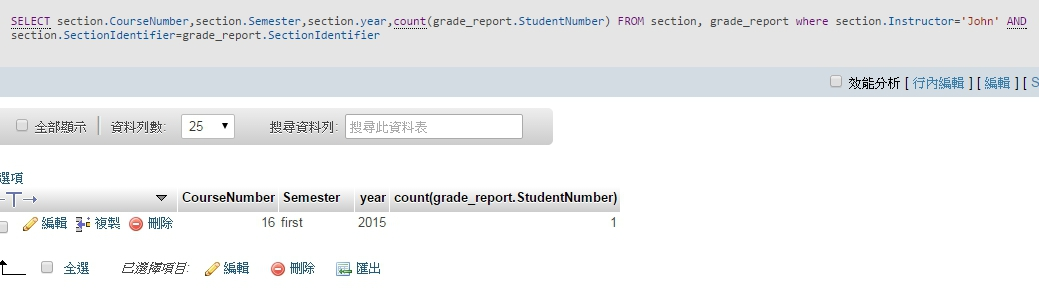 SELECT section.CourseNumber,section.Semester,section.year,count(grade_report.StudentNumber) FROM section, grade_report where section.Instructor='John' AND
section.SectionIdentifier=grade_report.SectionIdentifier
效能分析 [ 行內編輯 ] [ 編輯 ] [ S
全部顯示 資料列數: 25 搜尋資料列: 搜尋此資料表
選項
←T→ CourseNumber Semester year count(grade_report.StudentNumber)
編輯 複製 刪除 16 first 2015 1
全選 已選擇項目: 編輯 刪除 匯出